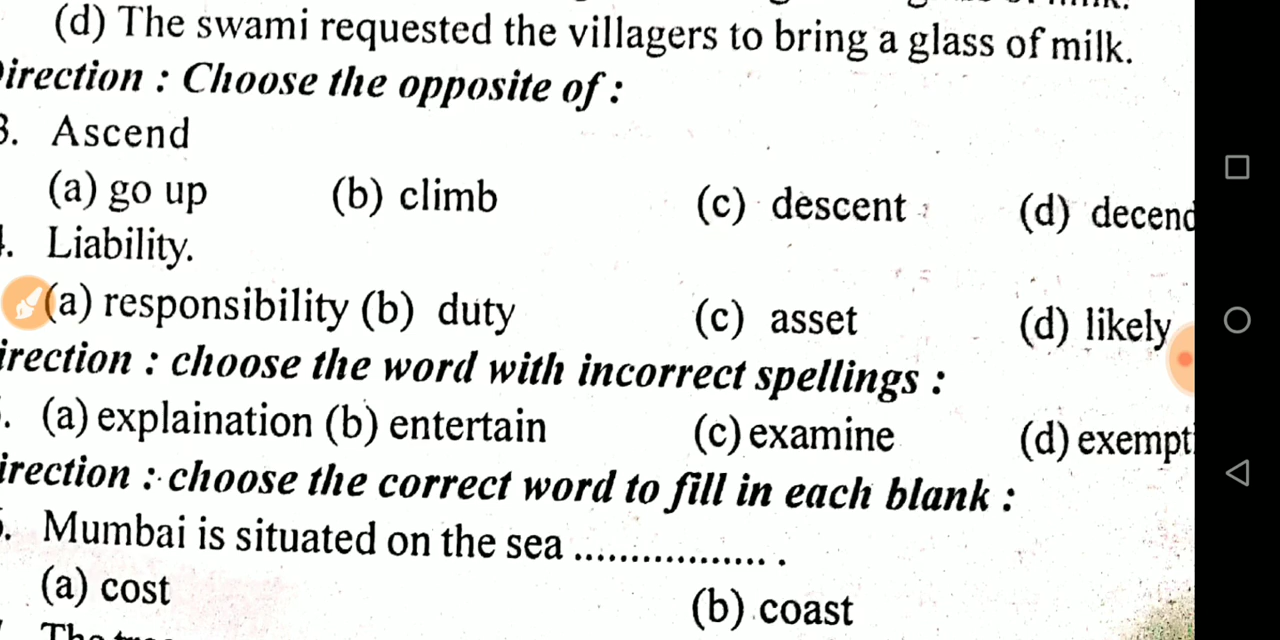 (d) The swami requested the villagers to bring a glass of milk.
irection : Choose the opposite of :
3. Ascend
(a) go up (b) climb (c) descent (d) decend
4. Liability.
(a) responsibility (b) duty (c) asset (d) likely
irection : choose the word with incorrect spellings :
. (a) explaination (b) entertain (c) examine (d) exempti
irection : choose the correct word to fill in each blank :
. Mumbai is situated on the sea .................. .
(a) cost (b) coast